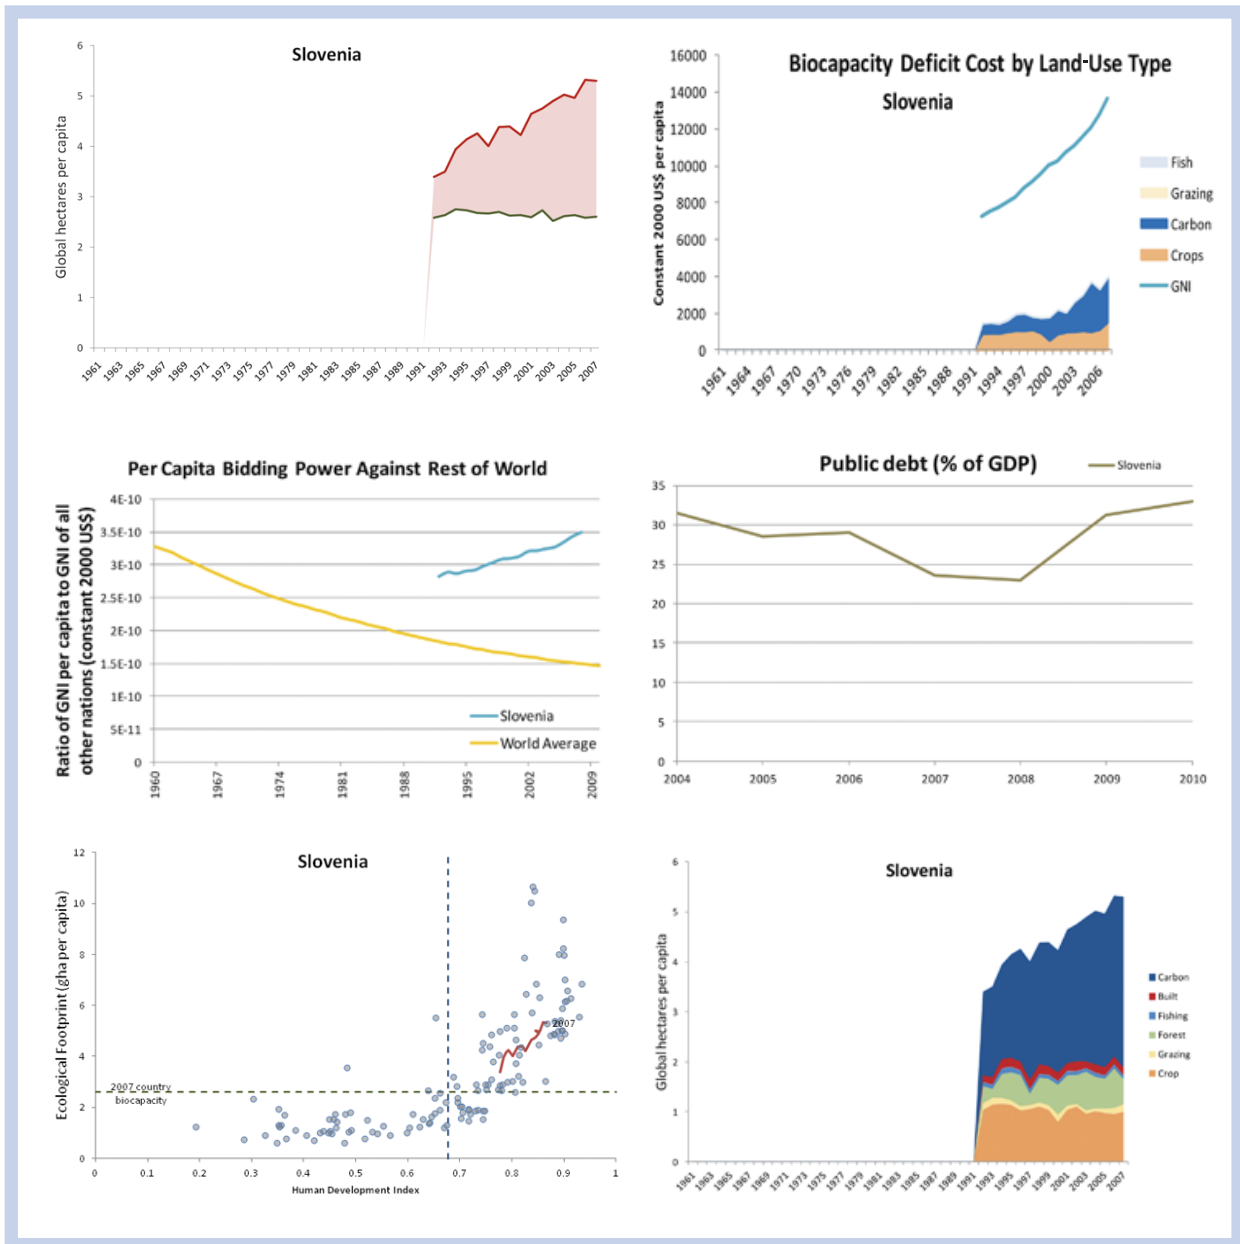 Slovenia
Global hectares per capita
6
5
4
3
2
1
0
1961 1963 1965 1967 1969 1971 1973 1975 1977 1979 1981 1983 1985 1987 1989 1991 1993 1995 1997 1999 2001 2003 2005 2007
Biocapacity Deficit Cost by Land-Use Type
Slovenia
Constant 2000 US$ per capita
16000
14000
12000
10000
8000
6000
4000
2000
0
1961 1964 1967 1970 1973 1976 1979 1982 1985 1988 1991 1994 1997 2000 2003 2006
Fish
Grazing
Carbon
Crops
GNI
Per Capita Bidding Power Against Rest of World
Ratio of GNI per capita to GNI of all
other nations (constant 2000 US$)
4E-10
3.5E-10
3E-10
2.5E-10
2E-10
1.5E-10
1E-10
5E-11
0
1960 1967 1974 1981 1988 1995 2002 2009
Slovenia
World Average
Public debt (% of GDP)
Slovenia
35
30
25
20
15
10
5
0
2004 2005 2006 2007 2008 2009 2010
Slovenia
Ecological Footprint (gha per capita)
12
10
8
6
4
2
0
2007
2007 country
biocapacity
0 0.1 0.2 0.3 0.4 0.5 0.6 0.7 0.8 0.9 1
Human Development Index
Slovenia
Global hectares per capita
6
5
4
3
2
1
0
1961 1963 1965 1967 1969 1971 1973 1975 1977 1979 1981 1983 1985 1987 1989 1991 1993 1995 1997 1999 2001 2003 2005 2007
Carbon
Built
Fishing
Forest
Grazing
Crop